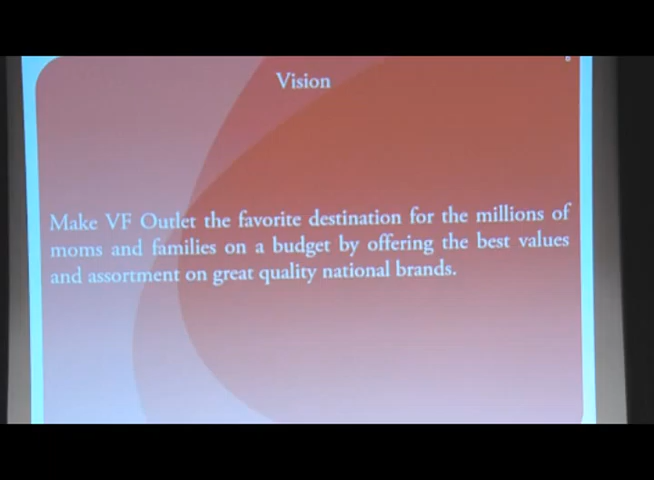 Vision
Make VF Outlet the favorite destination for the millions of
moms and families on a budget by offering the best values
and assortment on great quality national brands.